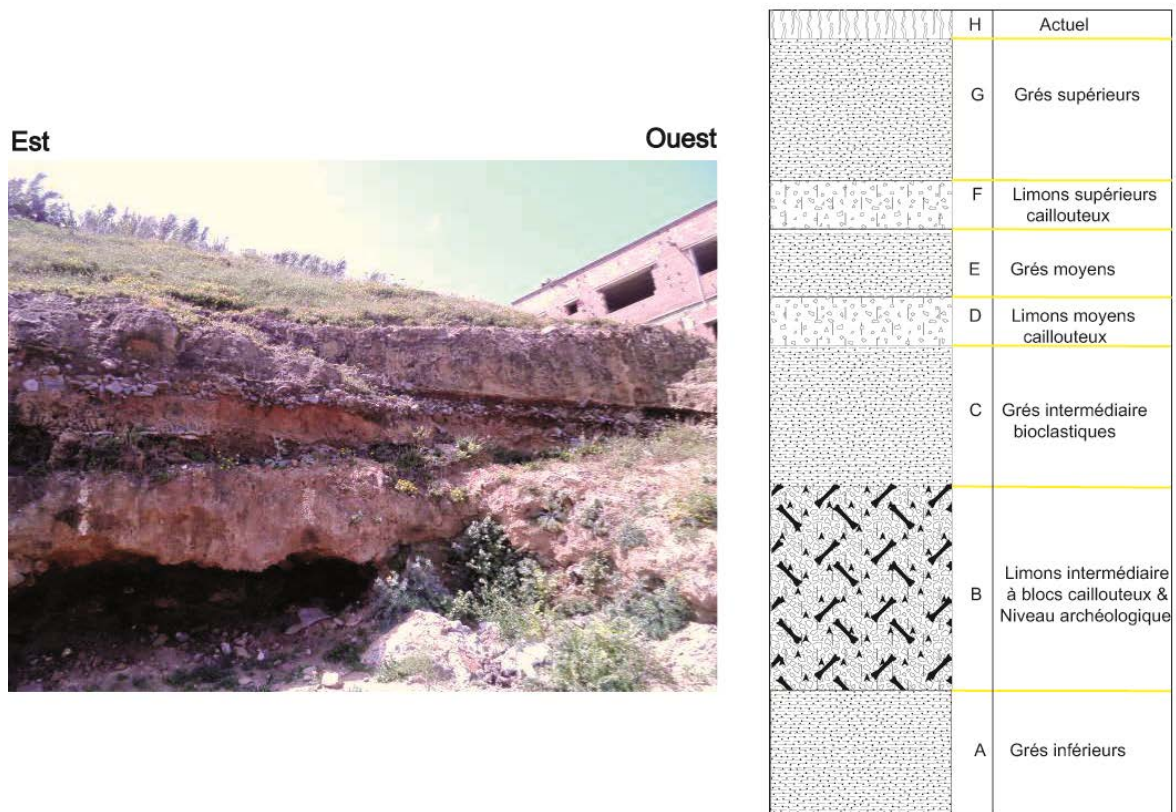 Est
Ouest
H
Actuel
G
Grés supérieurs
F
Limons supérieurs
caillouteux
E
Grés moyens
D
Limons moyens
caillouteux
C
Grés intermédiaire
bioclastiques
B
Limons intermédiaire
à blocs caillouteux &
Niveau archéologique
A
Grés inférieurs